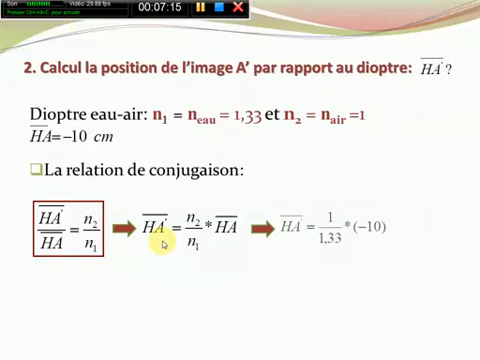 Son
Vidéo: 29.88 fps
Presser Ctrl+Cam pour annuler
00:07:15
2. Calcul la position de l'image A' par rapport au dioptre: HA' ?
Dioptre eau-air: n₁ = n_eau = 1,33 et n₂ = n_air =1
HA=−10 cm
La relation de conjugaison:
HA'/HA = n₂/n₁ HA' = n₂/n₁ * HA HA' = 1/1,33 * (−10)